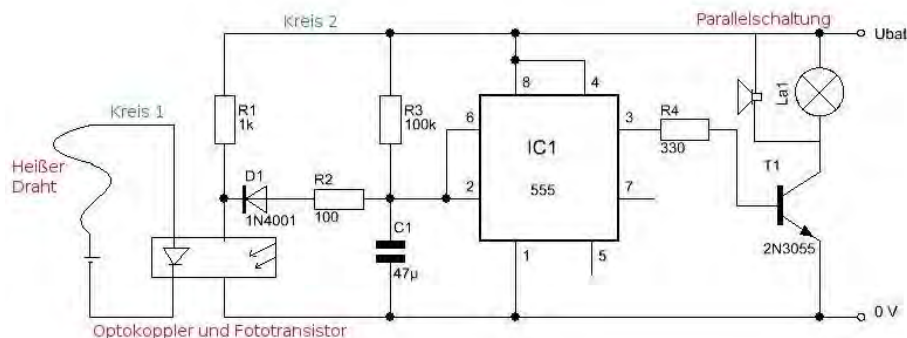 Kreis 2
Parallelschaltung
Ubat
8
4
R1
1k
R3
100k
Kreis 1
6
3
R4
330
La1
IC1
555
Heißer
Draht
D1
1N4001
R2
100
2
7
T1
C1
47µ
1
5
2N3055
0 V
Optokoppler und Fototransistor